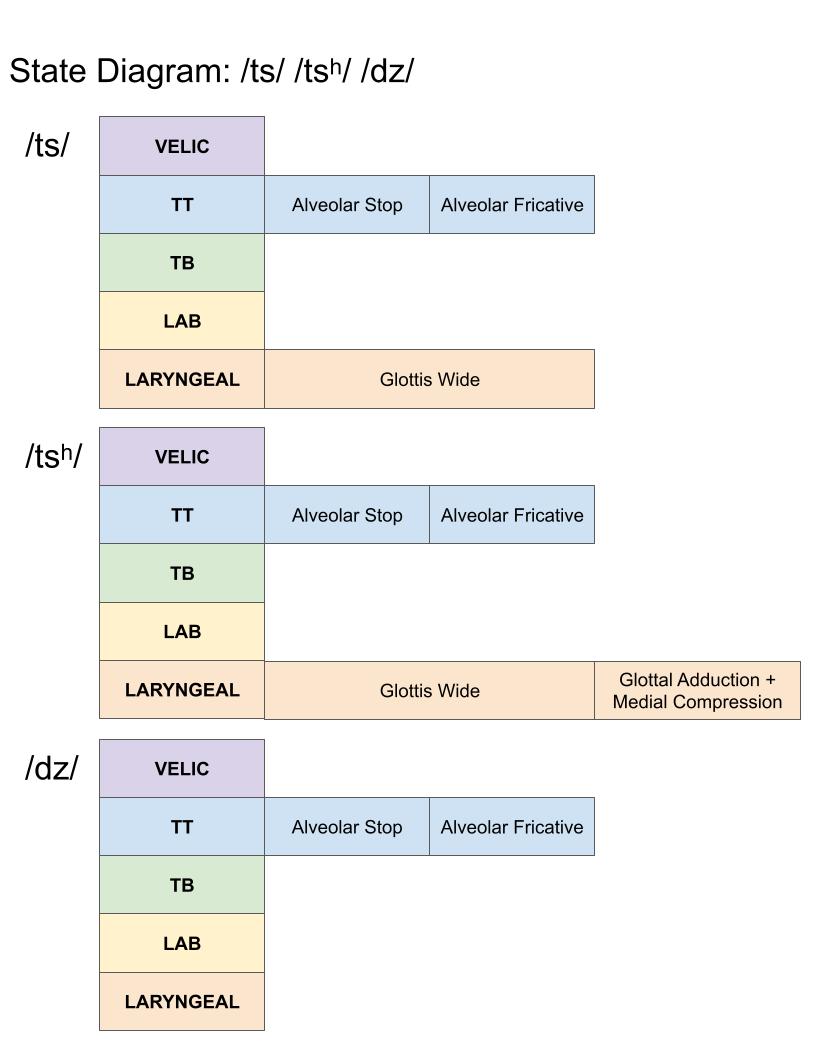 State Diagram: /ts/ /tsʰ/ /dz/
/ts/
VELIC
TT Alveolar Stop Alveolar Fricative
TB
LAB
LARYNGEAL Glottis Wide
/tsʰ/
VELIC
TT Alveolar Stop Alveolar Fricative
TB
LAB
LARYNGEAL Glottis Wide Glottal Adduction +
Medial Compression
/dz/
VELIC
TT Alveolar Stop Alveolar Fricative
TB
LAB
LARYNGEAL